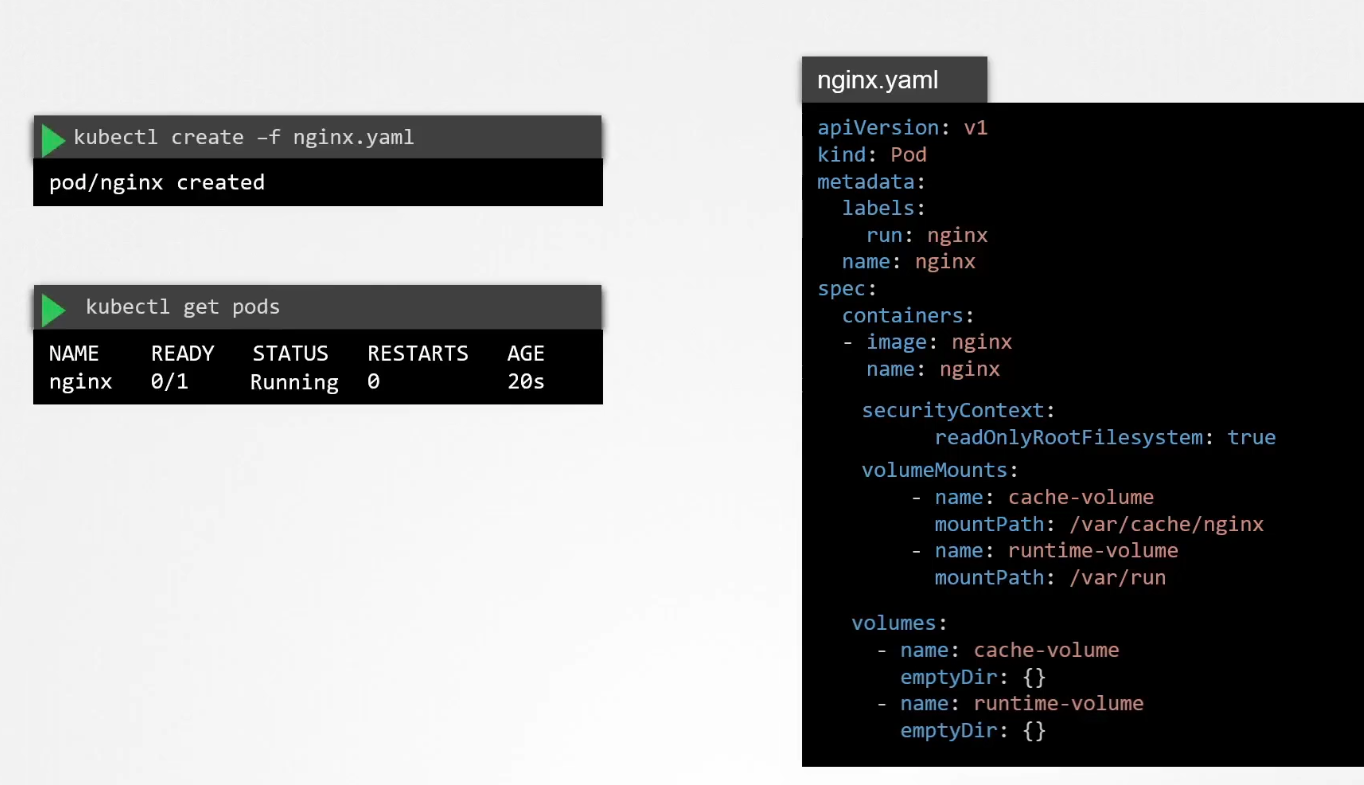 kubectl create –f nginx.yaml
pod/nginx created
kubectl get pods
NAME READY STATUS RESTARTS AGE
nginx 0/1 Running 0 20s
nginx.yaml
apiVersion: v1
kind: Pod
metadata:
  labels:
    run: nginx
  name: nginx
spec:
  containers:
  - image: nginx
    name: nginx
    securityContext:
          readOnlyRootFilesystem: true
    volumeMounts:
        - name: cache-volume
          mountPath: /var/cache/nginx
        - name: runtime-volume
          mountPath: /var/run
   volumes:
     - name: cache-volume
       emptyDir: {}
     - name: runtime-volume
       emptyDir: {}